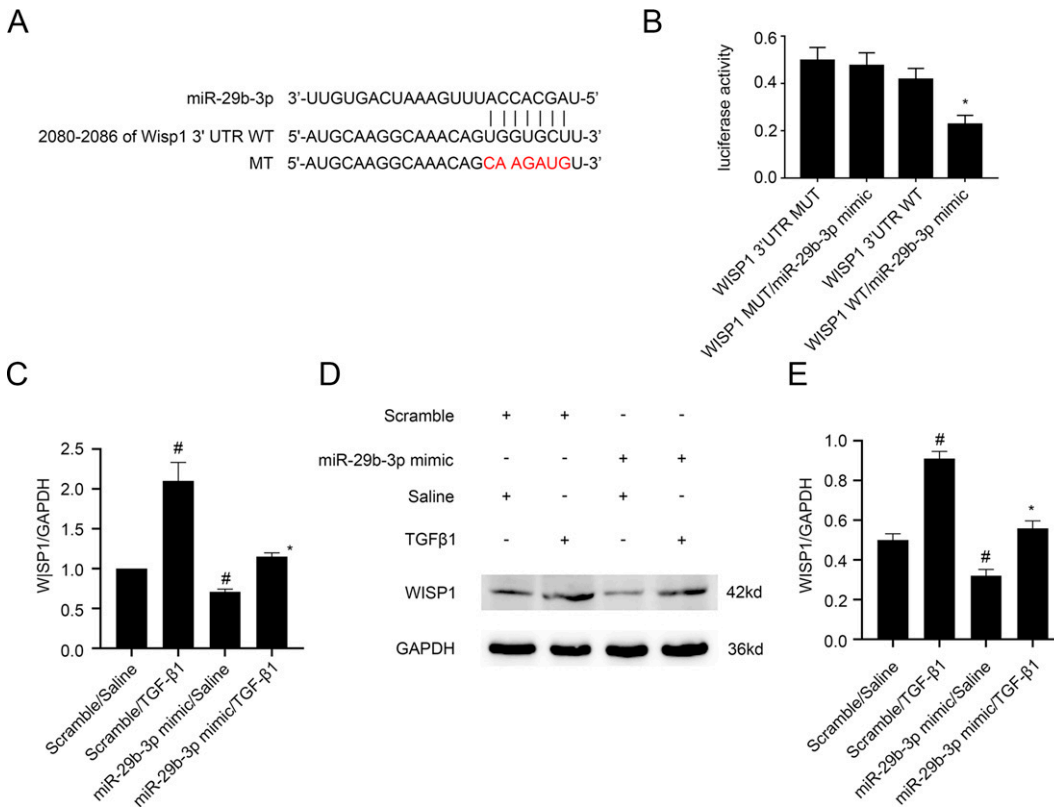 A
miR-29b-3p 3'-UUGUGACUAAAGUUUACCACGAU-5'
2080-2086 of Wisp1 3' UTR WT 5'-AUGCAAGGCAAACAGUGGUGCUU-3'
MT 5'-AUGCAAGGCAAACAGCA AGAUGU-3'
B
luciferase activity
0.6
0.4
0.2
0.0
*
WISP1 3'UTR MUT
WISP1 MUT/miR-29b-3p mimic
WISP1 3'UTR WT
WISP1 WT/miR-29b-3p mimic
C
W|SP1/GAPDH
2.5
2.0
1.5
1.0
0.5
0.0
#
#
*
Scramble/Saline
Scramble/TGF-β1
miR-29b-3p mimic/Saline
miR-29b-3p mimic/TGF-β1
D
Scramble + + - -
miR-29b-3p mimic - - + +
Saline + - + -
TGFβ1 - + - +
WISP1 42kd
GAPDH 36kd
E
WISP1/GAPDH
1.0
0.8
0.6
0.4
0.2
0.0
#
#
*
Scramble/Saline
Scramble/TGF-β1
miR-29b-3p mimic/Saline
miR-29b-3p mimic/TGF-β1